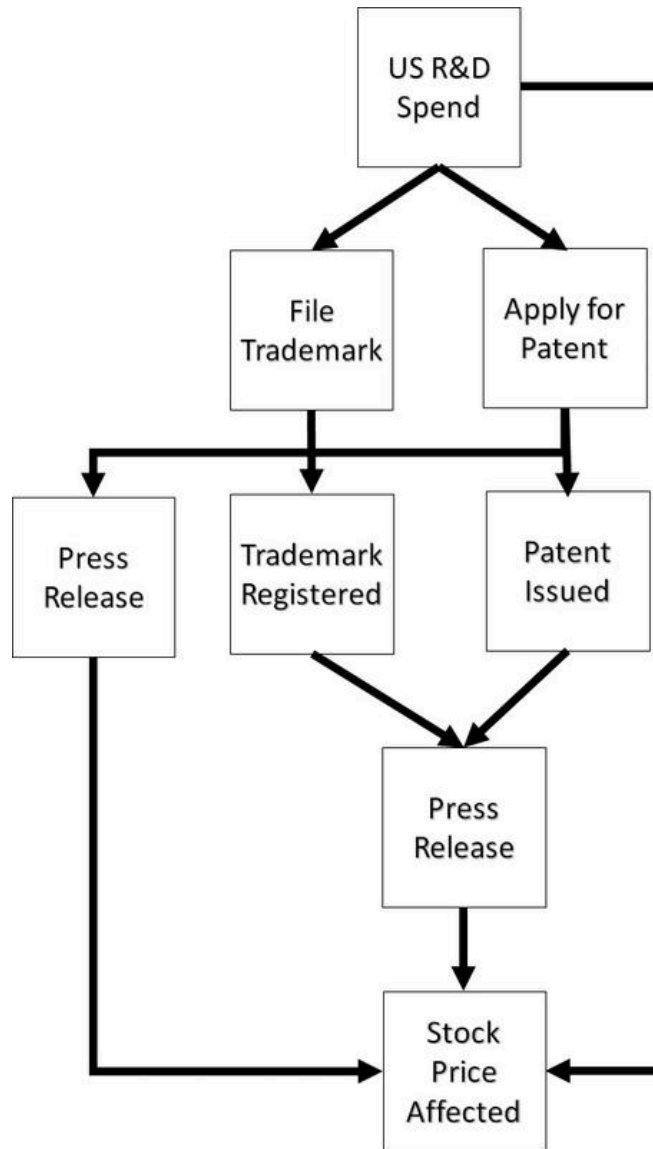 US R&D
Spend
File
Trademark
Apply for
Patent
Press
Release
Trademark
Registered
Patent
Issued
Press
Release
Stock
Price
Affected